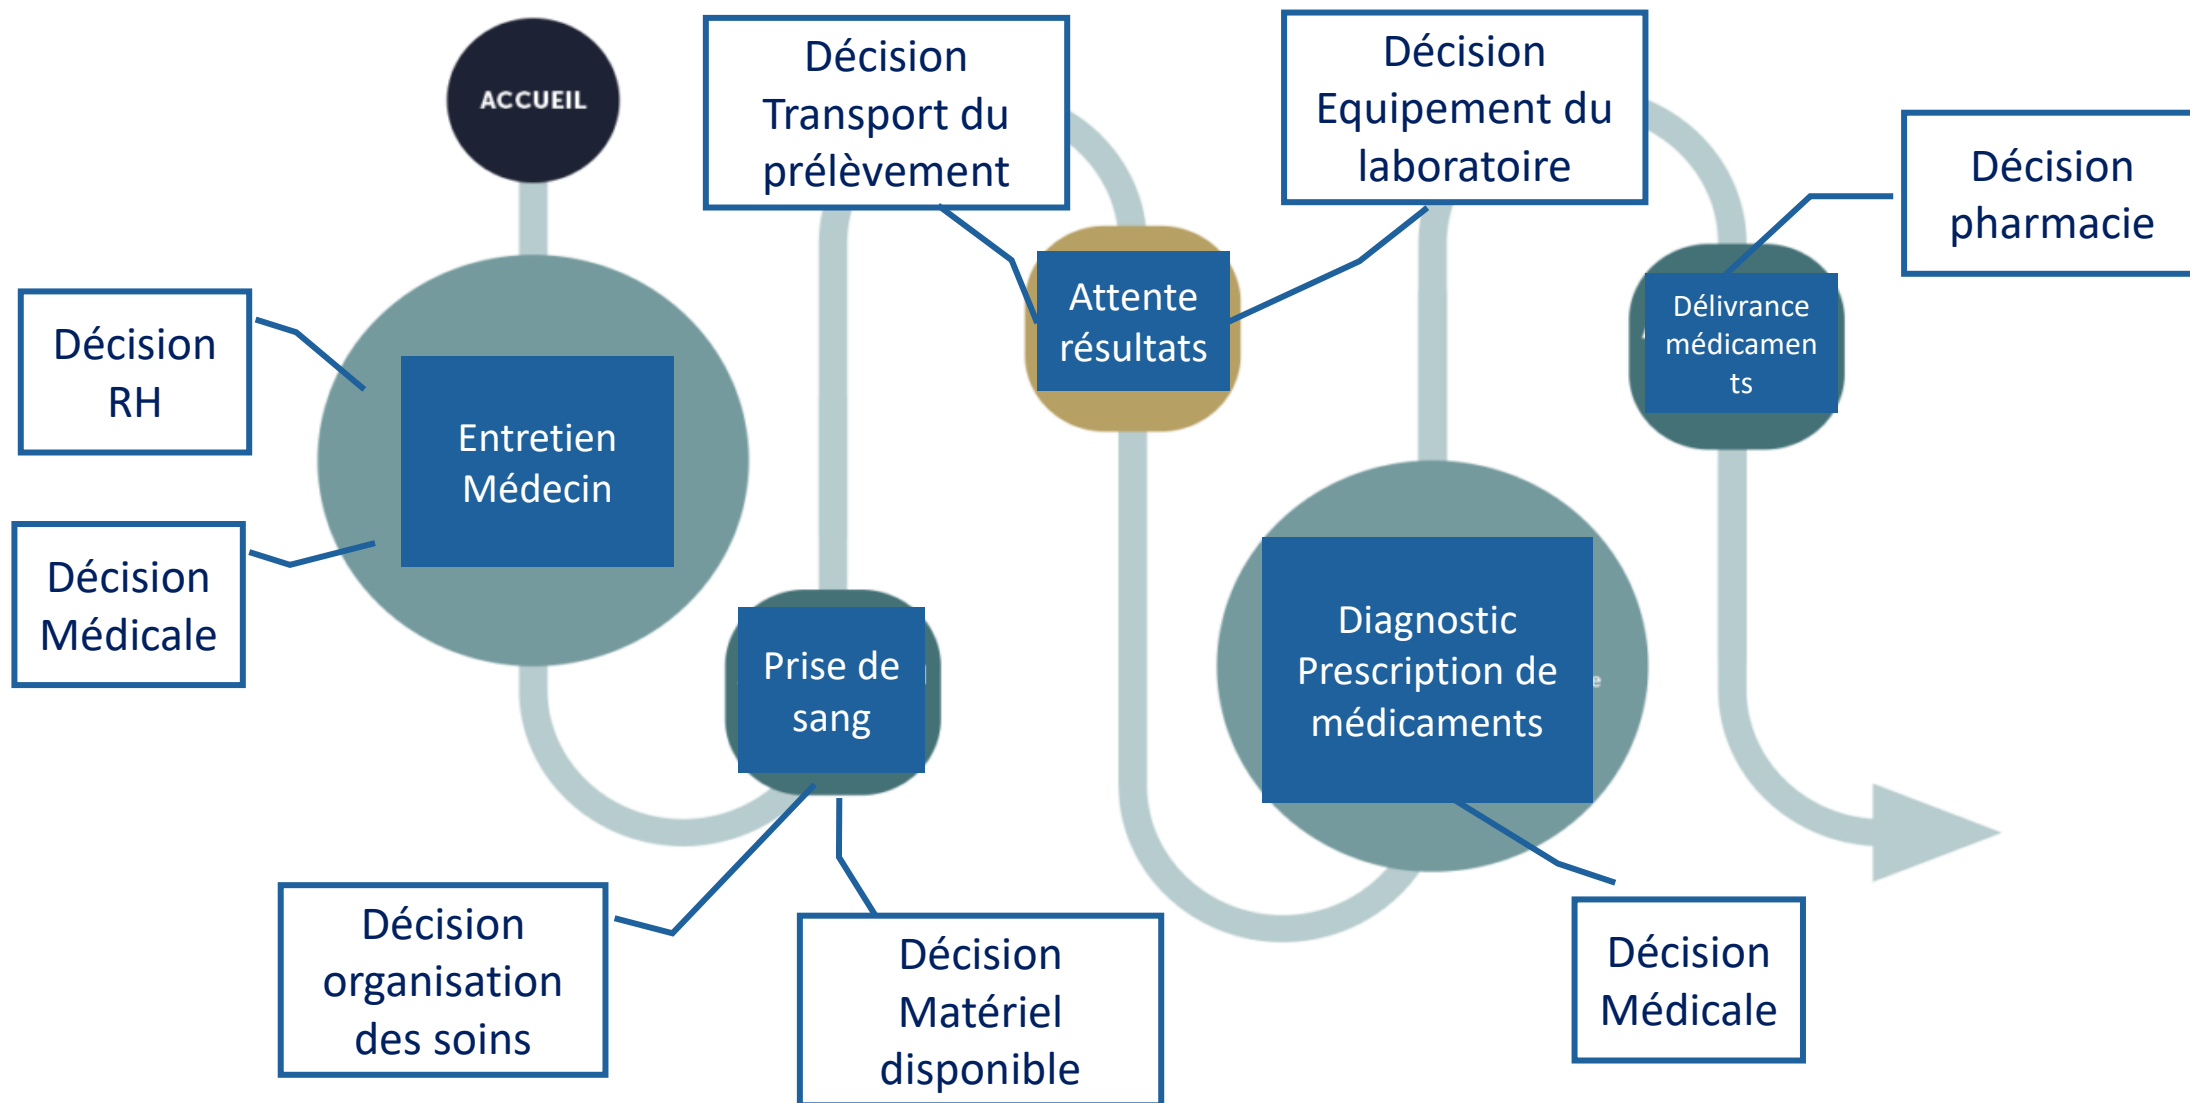 ACCUEIL
Décision
RH
Décision
Médicale
Entretien
Médecin
Prise de
sang
Décision
organisation
des soins
Décision
Matériel
disponible
Décision
Transport du
prélèvement
Attente
résultats
Décision
Equipement du
laboratoire
Diagnostic
Prescription de
médicaments
Décision
Médicale
Délivrance
médicamen
ts
Décision
pharmacie